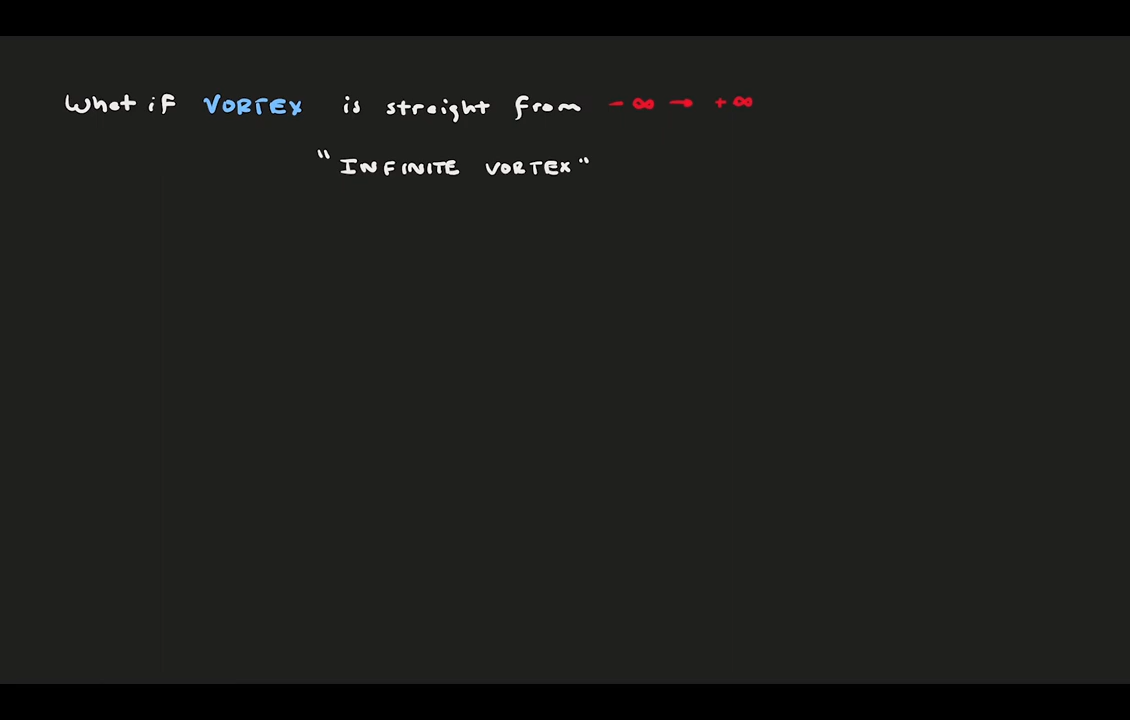 What if VORTEX is straight from - ∞ → + ∞
"INFINITE VORTEX"